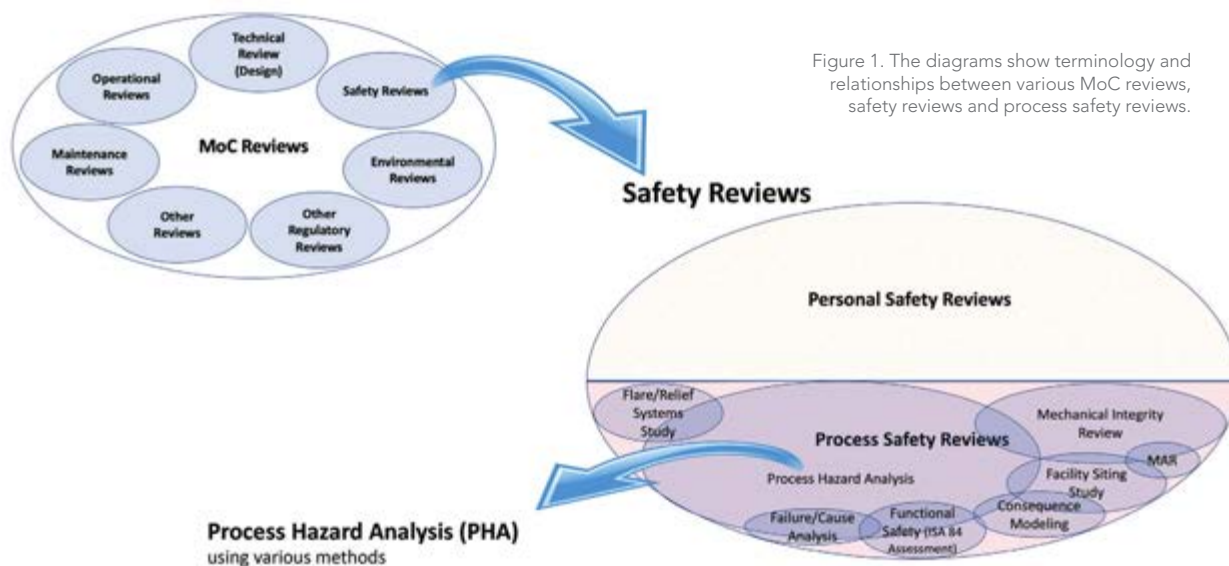 Technical
Review
(Design)
Operational
Reviews
Safety Reviews
MoC Reviews
Maintenance
Reviews
Environmental
Reviews
Other
Reviews
Other
Regulatory
Reviews
Figure 1. The diagrams show terminology and
relationships between various MoC reviews,
safety reviews and process safety reviews.
Safety Reviews
Personal Safety Reviews
Flare/Relief
Systems
Study
Mechanical Integrity
Review
Process Safety Reviews
MAR
Process Hazard Analysis
Facility Siting
Study
Consequence
Modeling
Failure/Cause
Analysis
Functional
Safety (ISA 84
Assessment)
Process Hazard Analysis (PHA)
using various methods